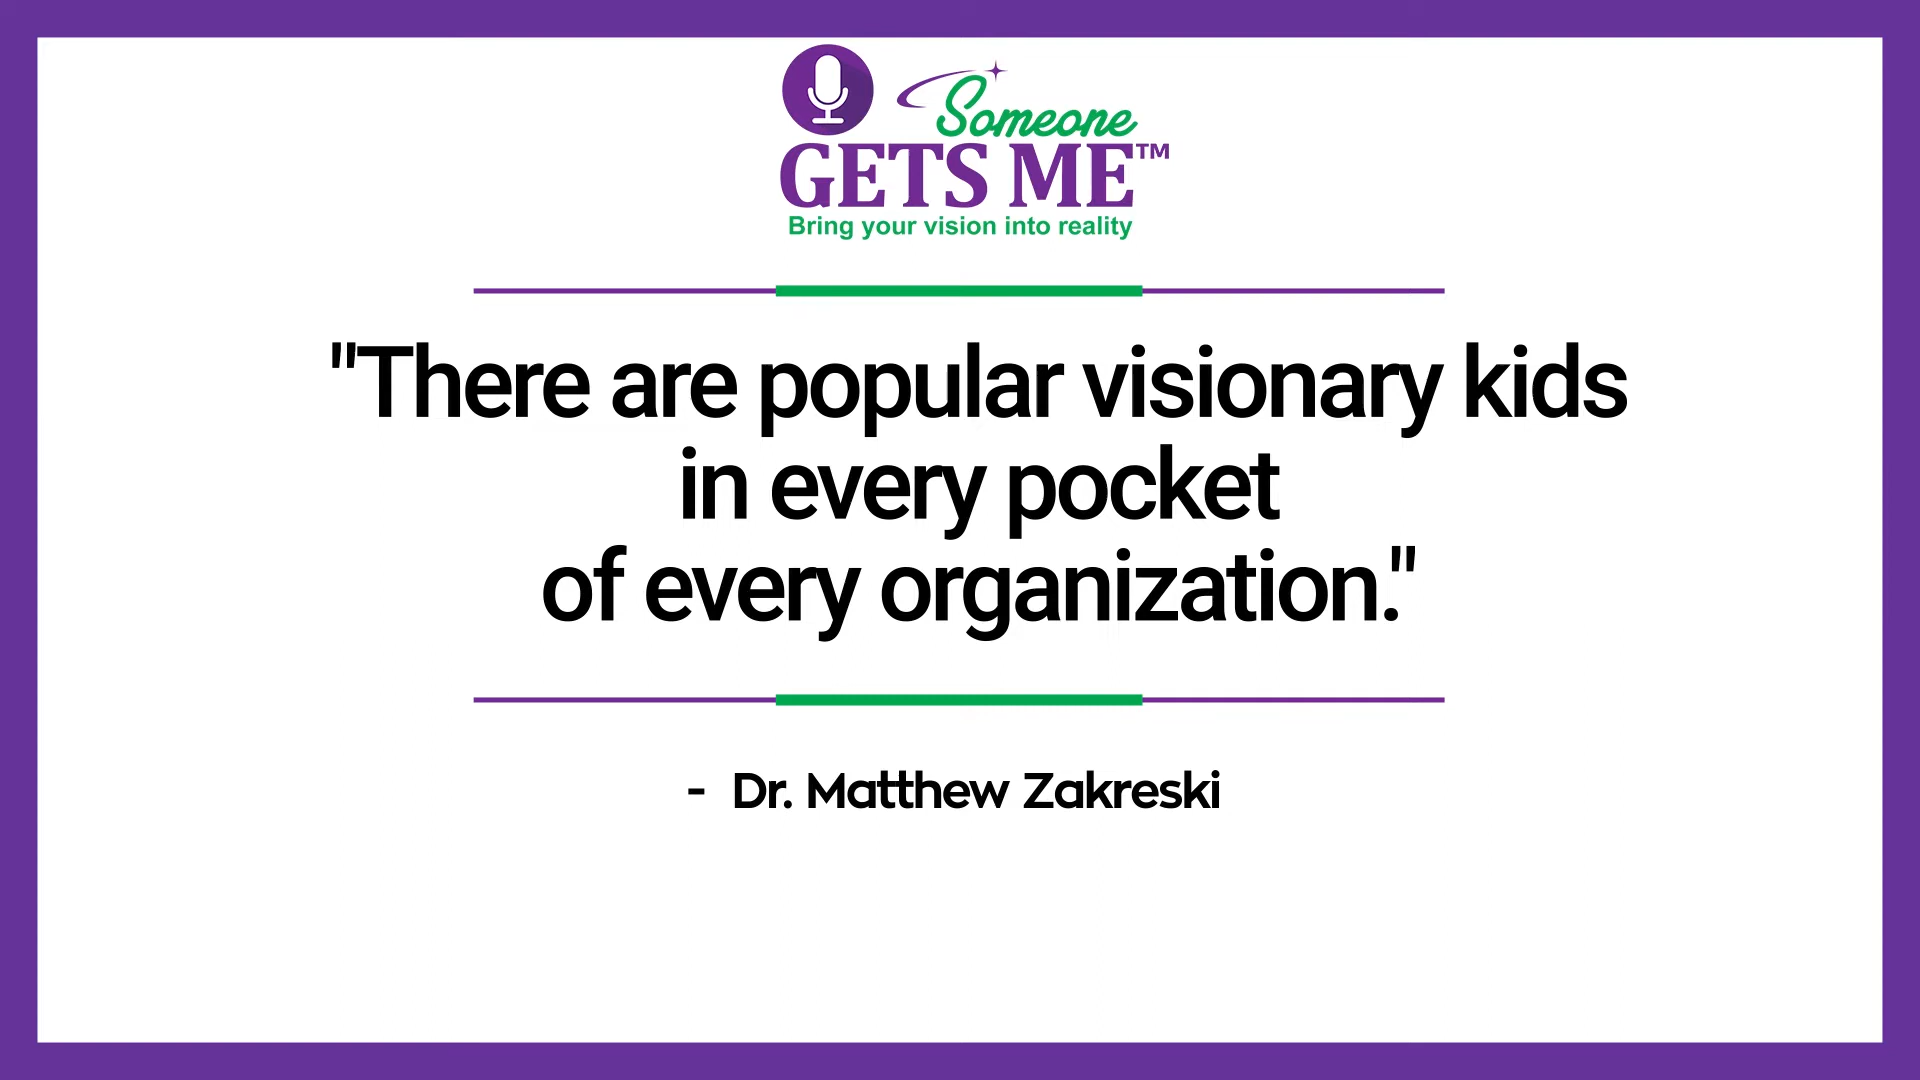 Someone
GETS ME™
Bring your vision into reality
"There are popular visionary kids
in every pocket
of every organization."
- Dr. Matthew Zakreski